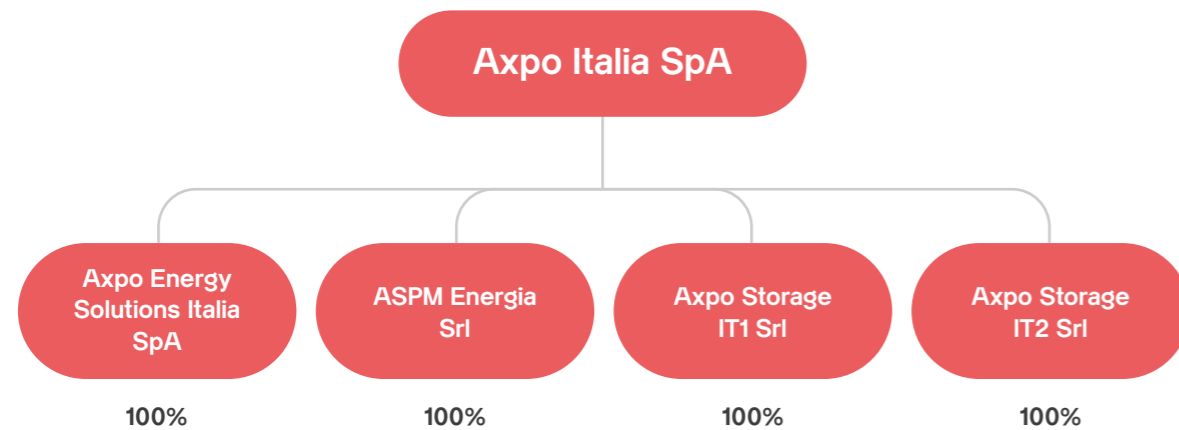 Axpo Italia SpA
Axpo Energy
Solutions Italia
SpA
100%
ASPM Energia
Srl
100%
Axpo Storage
IT1 Srl
100%
Axpo Storage
IT2 Srl
100%